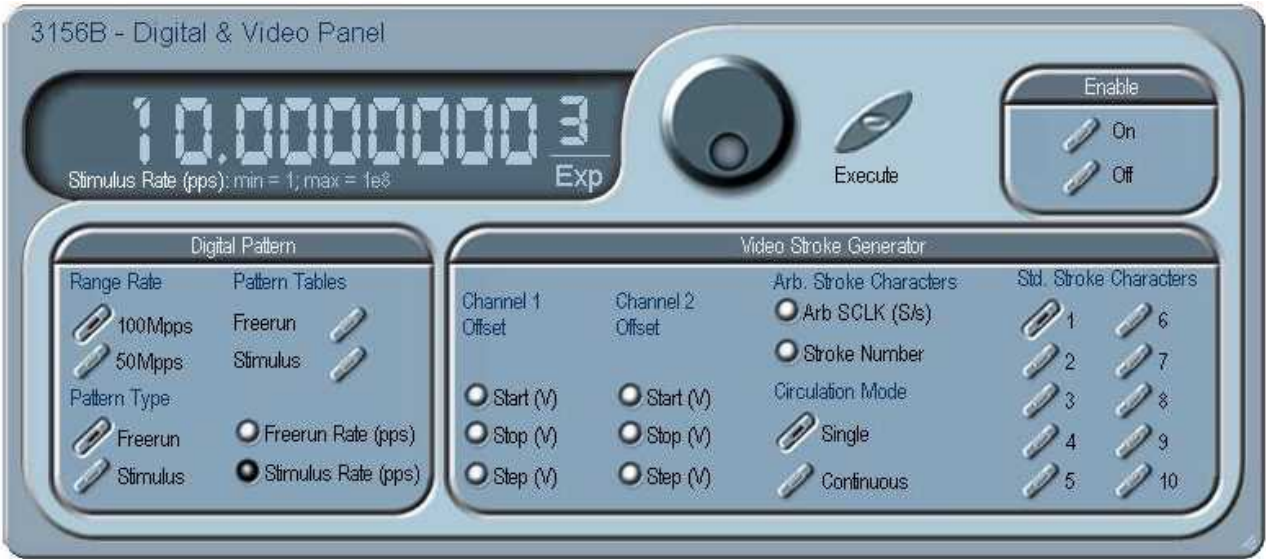 3156B - Digital & Video Panel
10.0000000 3
Exp
Stimulus Rate (pps): min = 1; max = 1e8
Execute
Enable
On
Off
Digital Pattern
Range Rate
100Mpps
50Mpps
Pattern Type
Freerun
Stimulus
Pattern Tables
Freerun
Stimulus
Freerun Rate (pps)
Stimulus Rate (pps)
Video Stroke Generator
Channel 1
Offset
Start (V)
Stop (V)
Step (V)
Channel 2
Offset
Start (V)
Stop (V)
Step (V)
Arb. Stroke Characters
Arb SCLK (S/s)
Stroke Number
Circulation Mode
Single
Continuous
Std. Stroke Characters
1
2
3
4
5
6
7
8
9
10